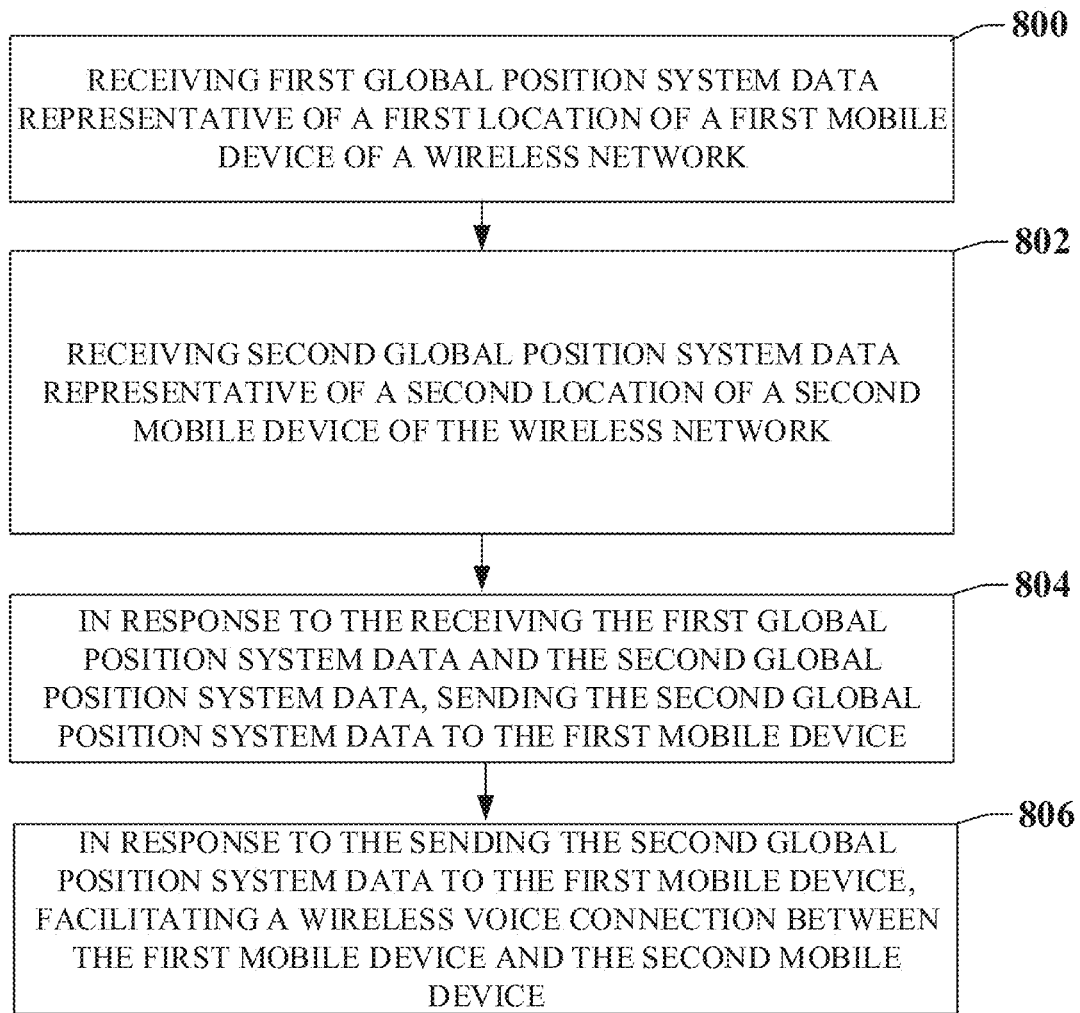 800
RECEIVING FIRST GLOBAL POSITION SYSTEM DATA
REPRESENTATIVE OF A FIRST LOCATION OF A FIRST MOBILE
DEVICE OF A WIRELESS NETWORK
802
RECEIVING SECOND GLOBAL POSITION SYSTEM DATA
REPRESENTATIVE OF A SECOND LOCATION OF A SECOND
MOBILE DEVICE OF THE WIRELESS NETWORK
804
IN RESPONSE TO THE RECEIVING THE FIRST GLOBAL
POSITION SYSTEM DATA AND THE SECOND GLOBAL
POSITION SYSTEM DATA, SENDING THE SECOND GLOBAL
POSITION SYSTEM DATA TO THE FIRST MOBILE DEVICE
806
IN RESPONSE TO THE SENDING THE SECOND GLOBAL
POSITION SYSTEM DATA TO THE FIRST MOBILE DEVICE,
FACILITATING A WIRELESS VOICE CONNECTION BETWEEN
THE FIRST MOBILE DEVICE AND THE SECOND MOBILE
DEVICE